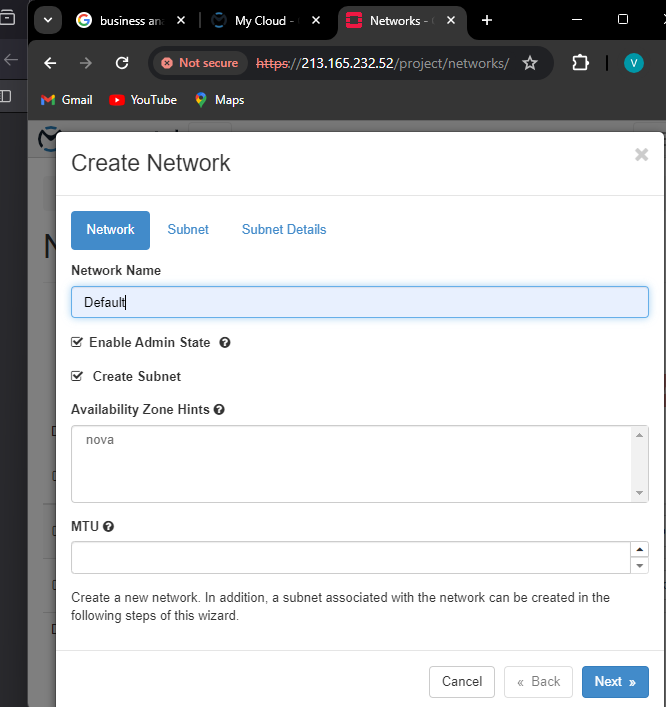 business an
My Cloud -
Networks -
Not secure
https://213.165.232.52/project/networks/
V
Gmail
YouTube
Maps
Create Network
Network
Subnet
Subnet Details
Network Name
Default
Enable Admin State
Create Subnet
Availability Zone Hints
nova
MTU
Create a new network. In addition, a subnet associated with the network can be created in the
following steps of this wizard.
Cancel
« Back
Next »